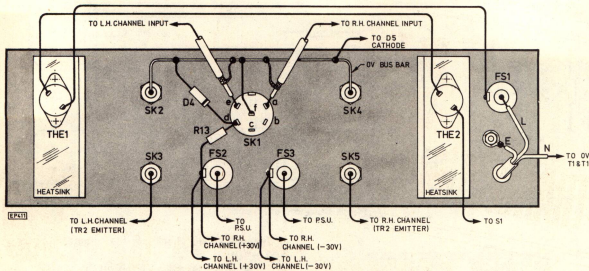 TO L.H. CHANNEL INPUT
TO R.H. CHANNEL INPUT
TO D5
CATHODE
0V BUS BAR
SK2
D4
e
f
a
d
c
b
SK1
SK4
FS1
THE1
R13
THE2
L
E
N
TO 0V
T1&T1
SK3
FS2
FS3
SK5
HEATSINK
HEATSINK
EP411
TO L.H. CHANNEL
(TR2 EMITTER)
TO
P.S.U.
TO P.S.U.
TO R.H. CHANNEL
(TR2 EMITTER)
TO S1
TO R.H.
CHANNEL (+30V)
TO R.H.
CHANNEL (-30V)
TO L.H.
CHANNEL (+30V)
TO L.H.
CHANNEL (-30V)